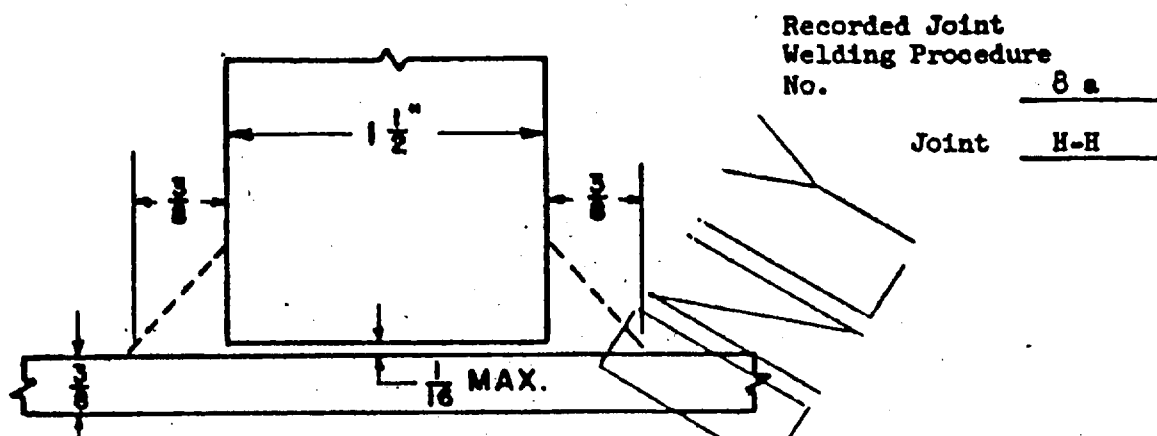 Recorded Joint
Welding Procedure
No. 8 a
Joint H-H
1 1/2"
3/8
3/8
3/8
1/16 MAX.